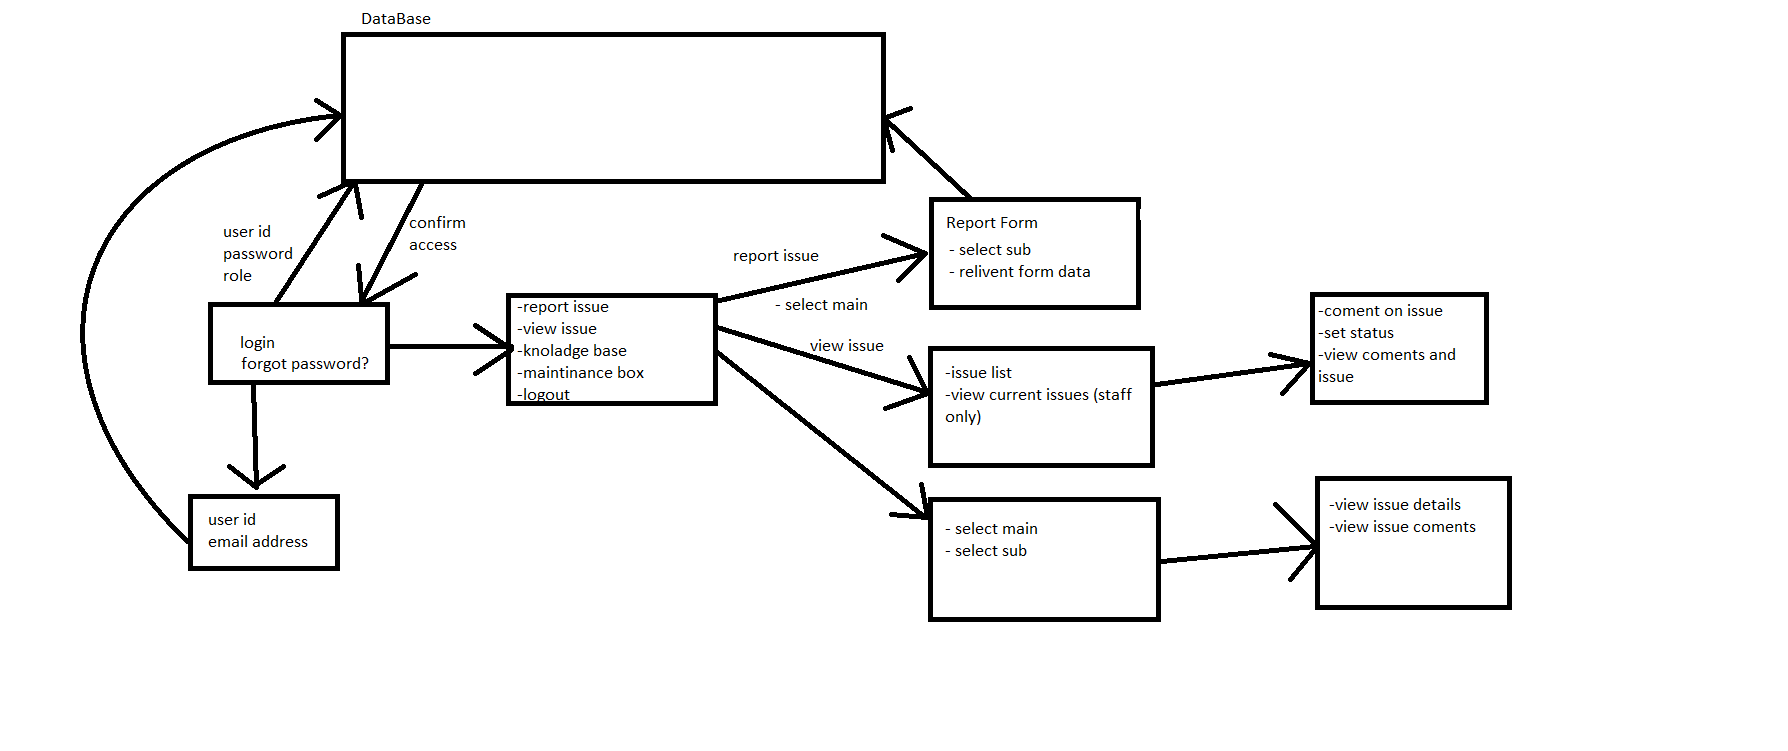 DataBase
user id
password
role
confirm
access
login
forgot password?
user id
email address
-report issue
-view issue
-knoladge base
-maintinance box
-logout
report issue
- select main
view issue
Report Form
- select sub
- relivent form data
-issue list
-view current issues (staff
only)
- select main
- select sub
-coment on issue
-set status
-view coments and
issue
-view issue details
-view issue coments